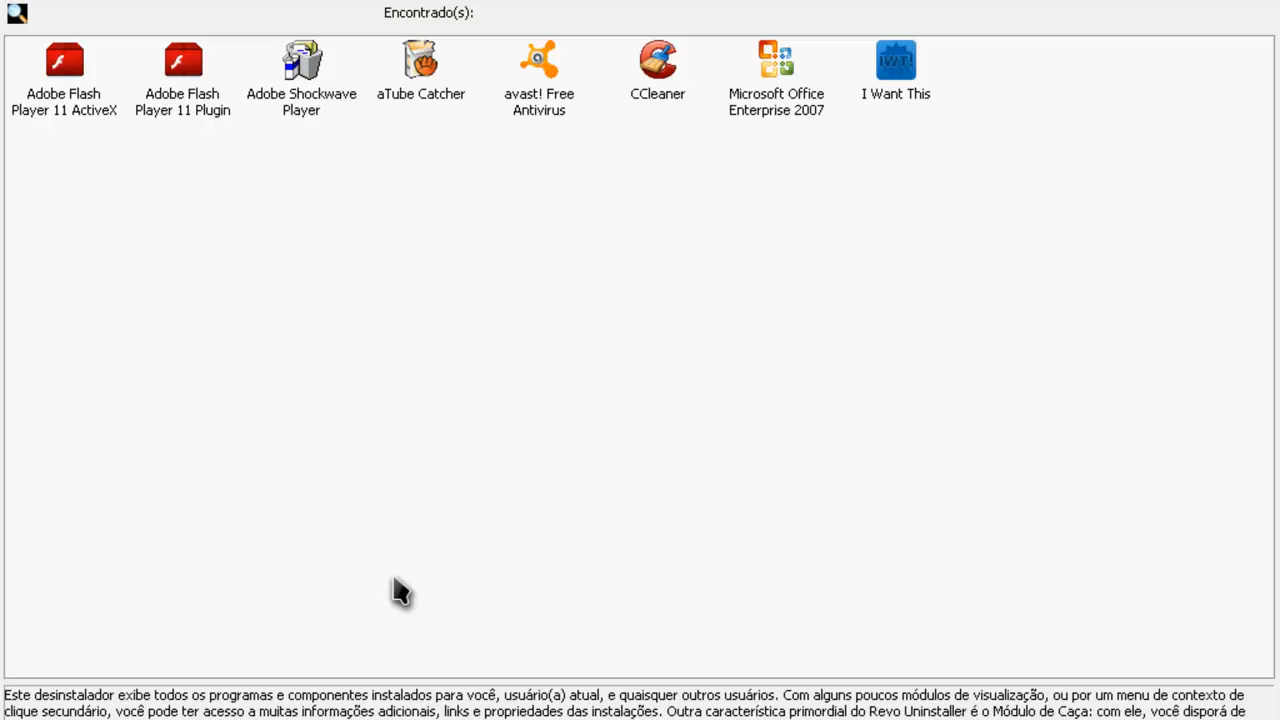 Encontrado(s):
Adobe Flash
Player 11 ActiveX
Adobe Flash
Player 11 Plugin
Adobe Shockwave
Player
aTube Catcher
avast! Free
Antivirus
CCleaner
Microsoft Office
Enterprise 2007
IWT!
I Want This
Este desinstalador exibe todos os programas e componentes instalados para você, usuário(a) atual, e quaisquer outros usuários. Com alguns poucos módulos de visualização, ou por um menu de contexto de
clique secundário, você pode ter acesso a muitas informações adicionais, links e propriedades das instalações. Outra característica primordial do Revo Uninstaller é o Módulo de Caça: com ele, você disporá de